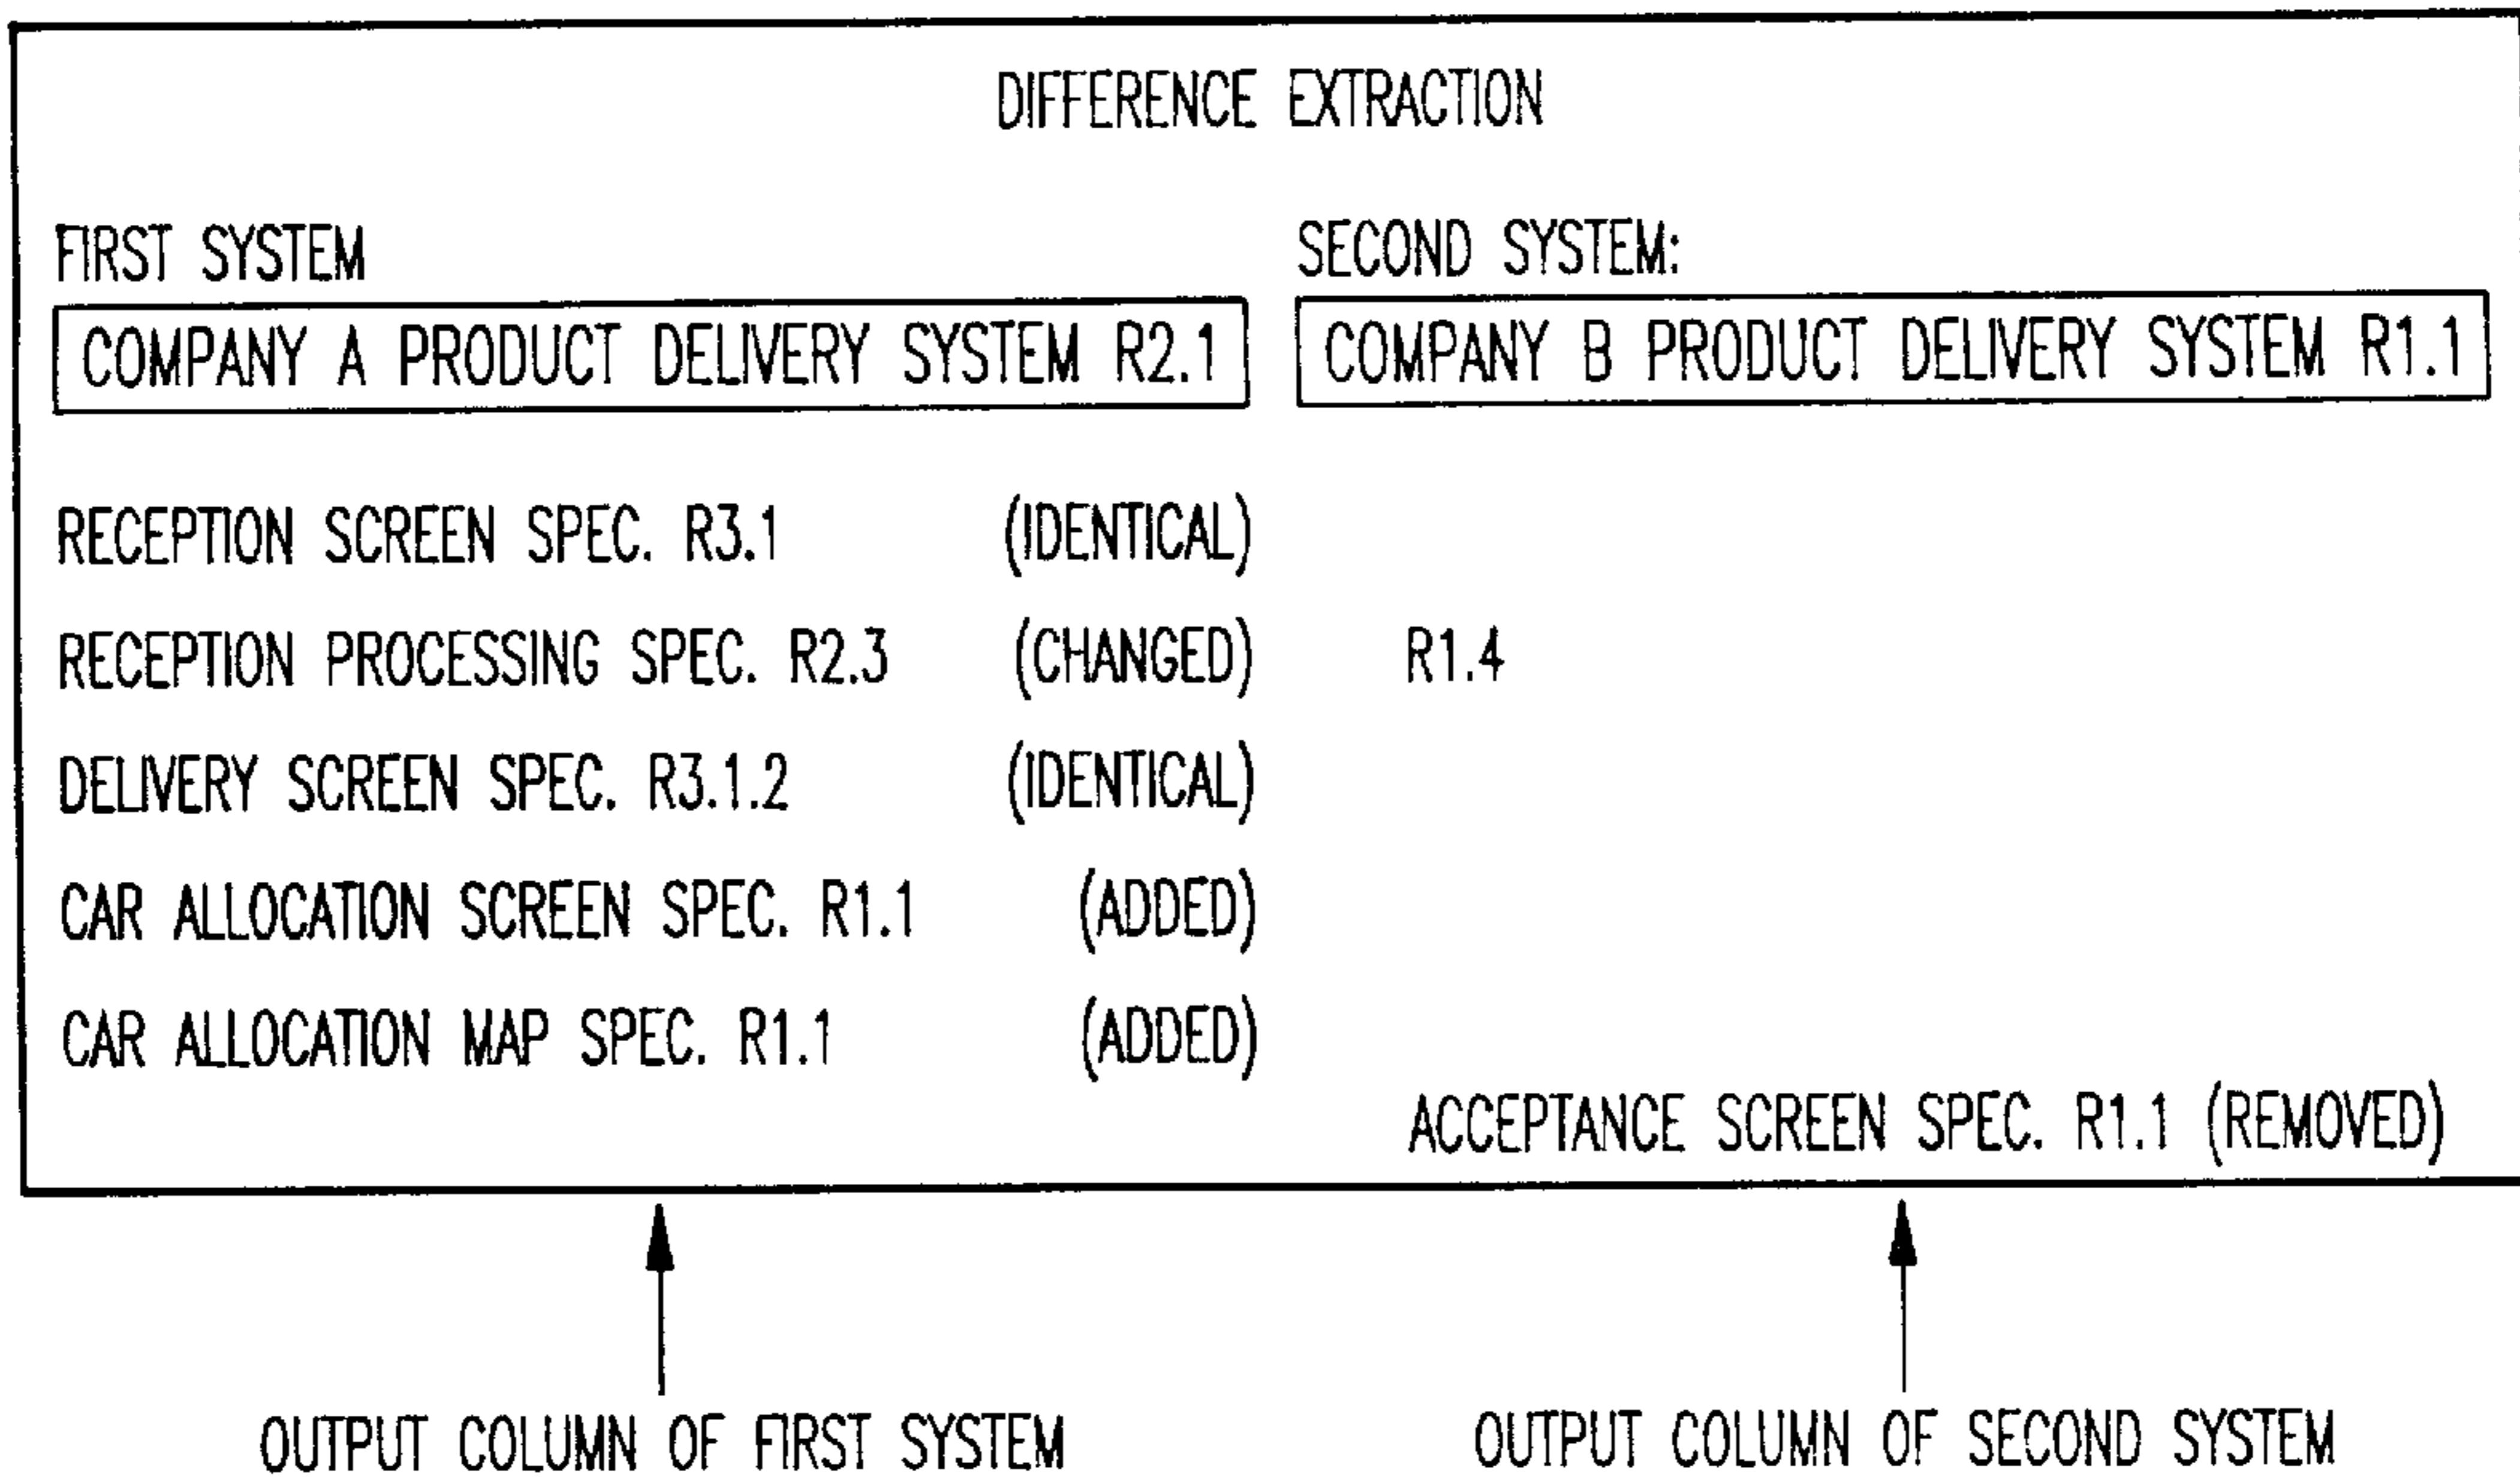 DIFFERENCE EXTRACTION
FIRST SYSTEM SECOND SYSTEM:
COMPANY A PRODUCT DELIVERY SYSTEM R2.1 COMPANY B PRODUCT DELIVERY SYSTEM R1.1
RECEPTION SCREEN SPEC. R3.1 (IDENTICAL)
RECEPTION PROCESSING SPEC. R2.3 (CHANGED) R1.4
DELIVERY SCREEN SPEC. R3.1.2 (IDENTICAL)
CAR ALLOCATION SCREEN SPEC. R1.1 (ADDED)
CAR ALLOCATION MAP SPEC. R1.1 (ADDED)
ACCEPTANCE SCREEN SPEC. R1.1 (REMOVED)
OUTPUT COLUMN OF FIRST SYSTEM OUTPUT COLUMN OF SECOND SYSTEM